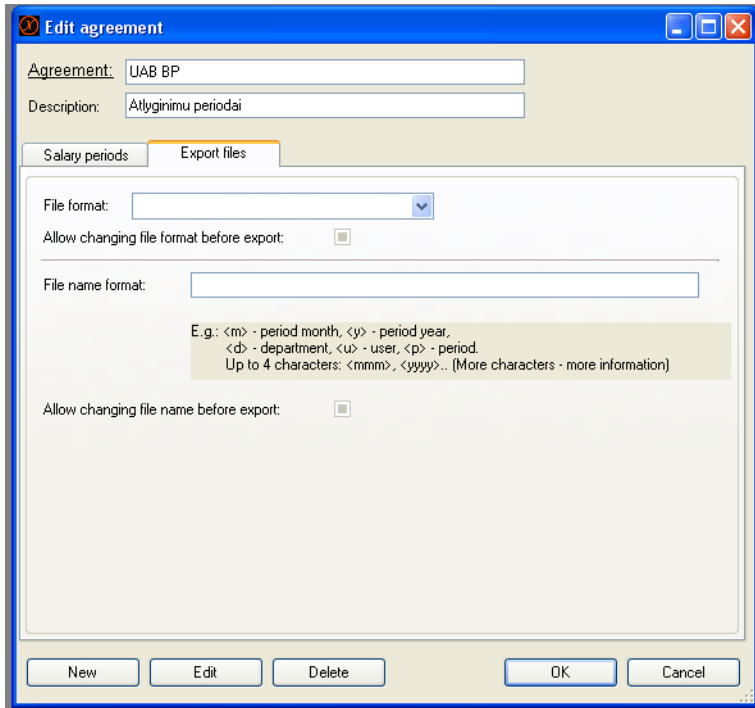 Edit agreement
Agreement: UAB BP
Description: Atlyginimu periodai
Salary periods Export files
File format:
Allow changing file format before export:
File name format:
E.g.: <m> - period month, <y> - period year,
<d> - department, <u> - user, <p> - period.
Up to 4 characters: <mmm>, <yyyy>.. (More characters - more information)
Allow changing file name before export:
New Edit Delete OK Cancel